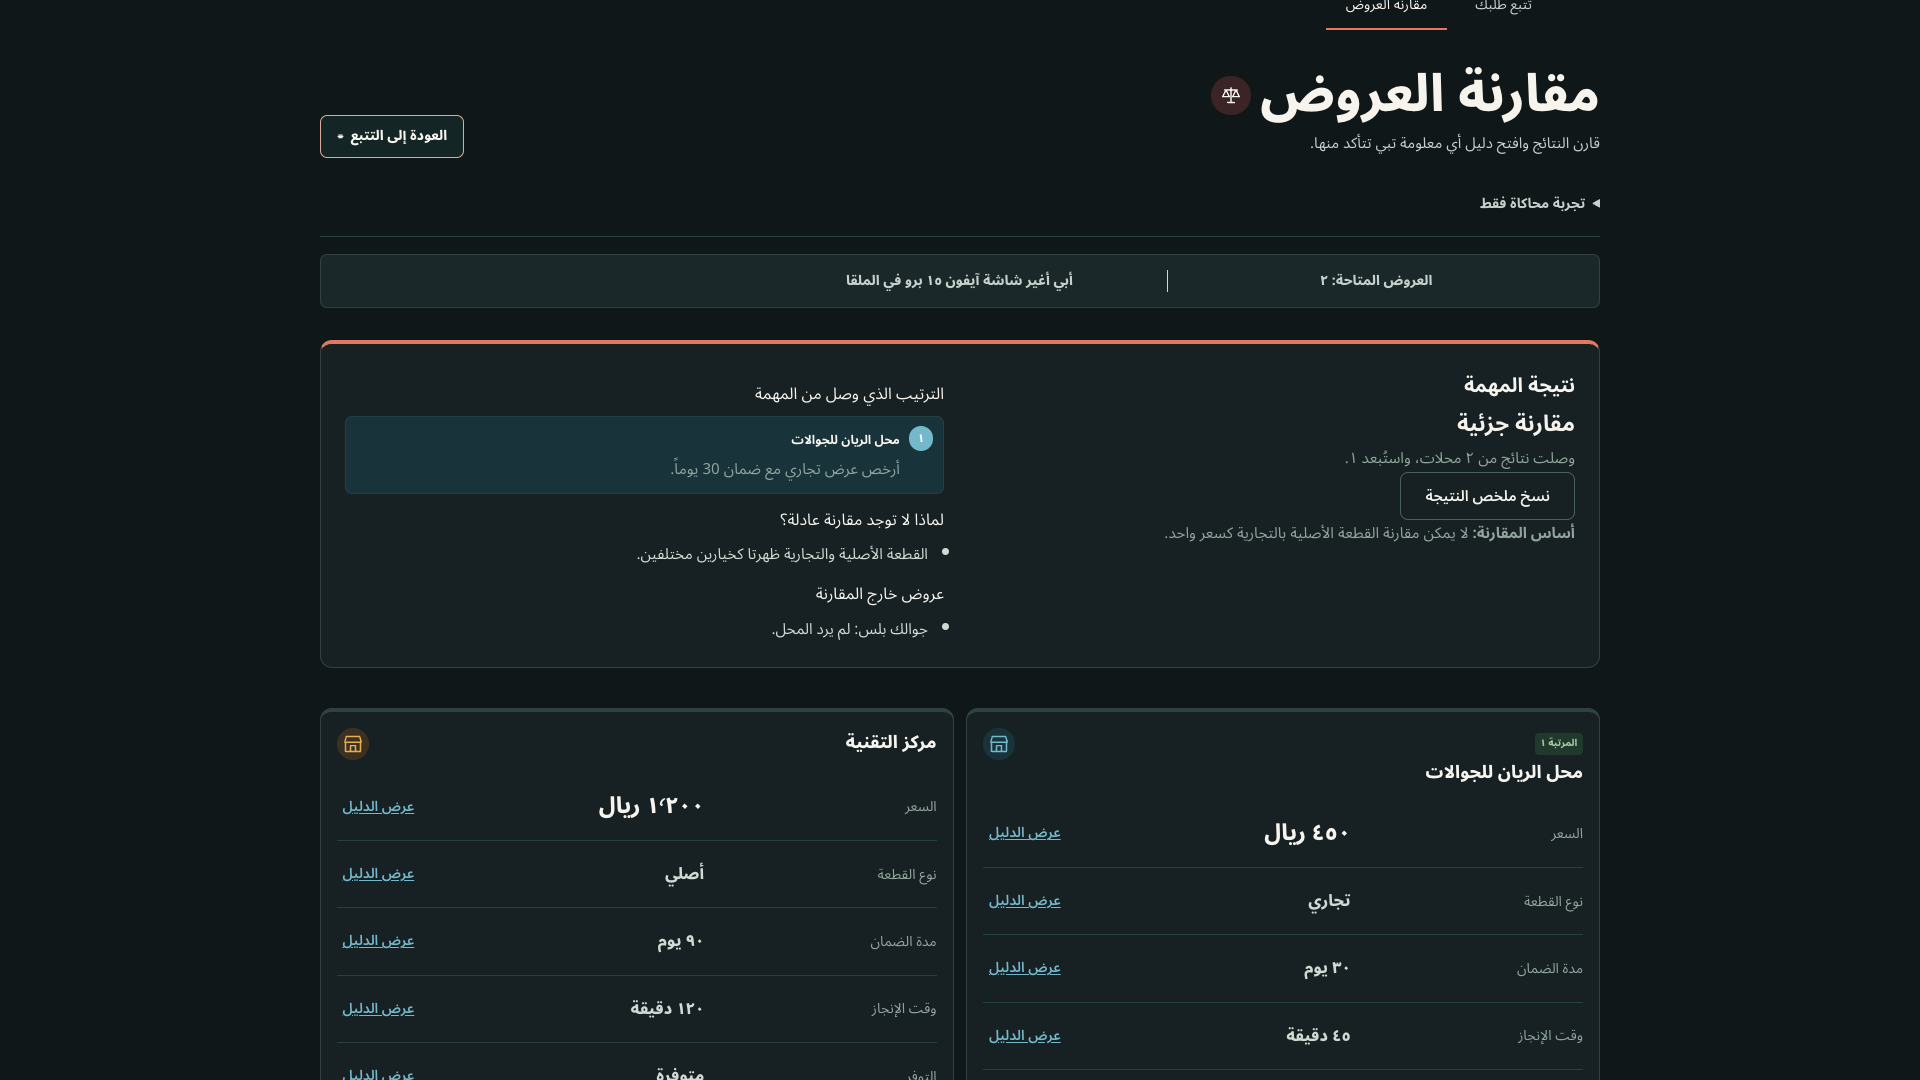 تتبع طلبك
مقارنة العروض
مقارنة العروض
قارن النتائج وافتح دليل أي معلومة تبي تتأكد منها.
العودة إلى التتبع
تجربة محاكاة فقط
العروض المتاحة: ٢
أبي أغير شاشة آيفون ١٥ برو في الملقا
نتيجة المهمة
مقارنة جزئية
وصلت نتائج من ٢ محلات، واستُبعد ١.
نسخ ملخص النتيجة
أساس المقارنة: لا يمكن مقارنة القطعة الأصلية بالتجارية كسعر واحد.
الترتيب الذي وصل من المهمة
١
محل الريان للجوالات
أرخص عرض تجاري مع ضمان 30 يوماً.
لماذا لا توجد مقارنة عادلة؟
القطعة الأصلية والتجارية ظهرتا كخيارين مختلفين.
عروض خارج المقارنة
جوالك بلس: لم يرد المحل.
المرتبة ١
محل الريان للجوالات
السعر ٤٥٠ ريال عرض الدليل
نوع القطعة تجاري عرض الدليل
مدة الضمان ٣٠ يوم عرض الدليل
وقت الإنجاز ٤٥ دقيقة عرض الدليل
مركز التقنية
السعر ١٬٢٠٠ ريال عرض الدليل
نوع القطعة أصلي عرض الدليل
مدة الضمان ٩٠ يوم عرض الدليل
وقت الإنجاز ١٢٠ دقيقة عرض الدليل
التوفر متوفرة عرض الدليل